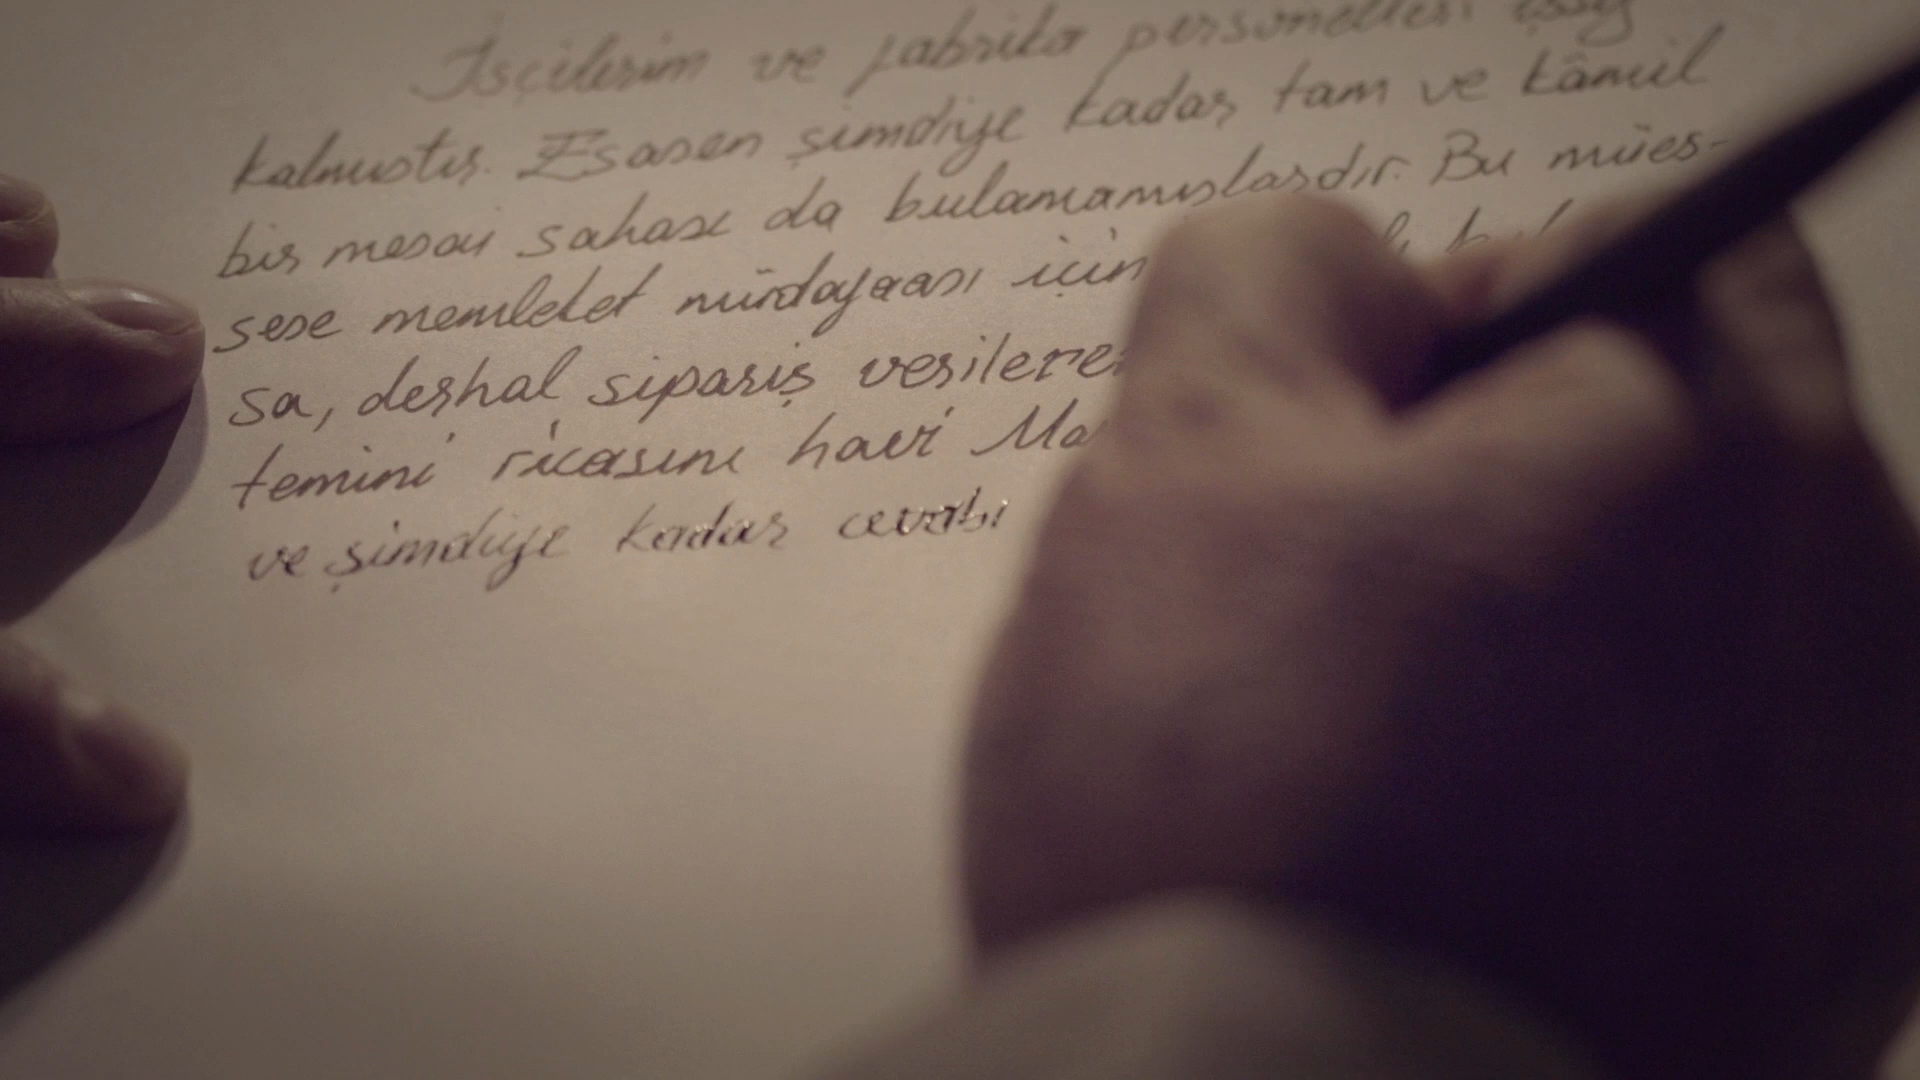 İşçilerim ve fabrika personelleri işsiz
kalmıştır. Esasen şimdiye kadar tam ve kâmil
bir mesai sahası da bulamamışlardır. Bu mües-
sese memleket müdafaası için
sa, derhal sipariş verilerek
temini ricasını havi
ve şimdiye kadar cevabı